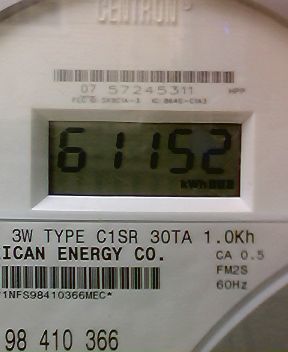 CENTRON
07 57245311 HPP
61152
kWh
3W TYPE C1SR 30TA 1.0Kh
ICAN ENERGY CO.
CA 0.5
FM2S
60Hz
1NFS98410366MEC*
98 410 366